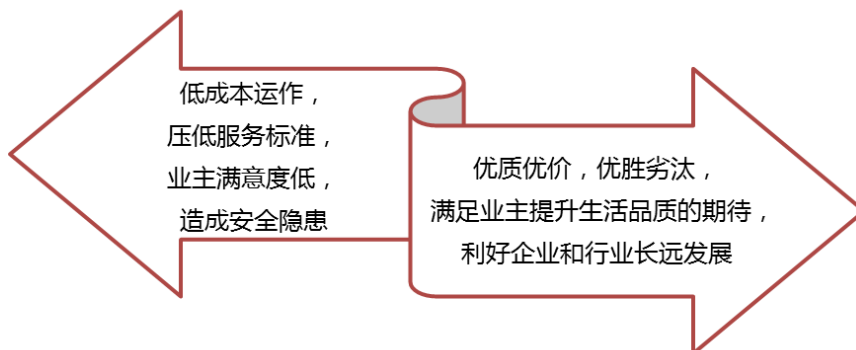 低成本运作，
压低服务标准，
业主满意度低，
造成安全隐患
优质优价，优胜劣汰，
满足业主提升生活品质的期待，
利好企业和行业长远发展